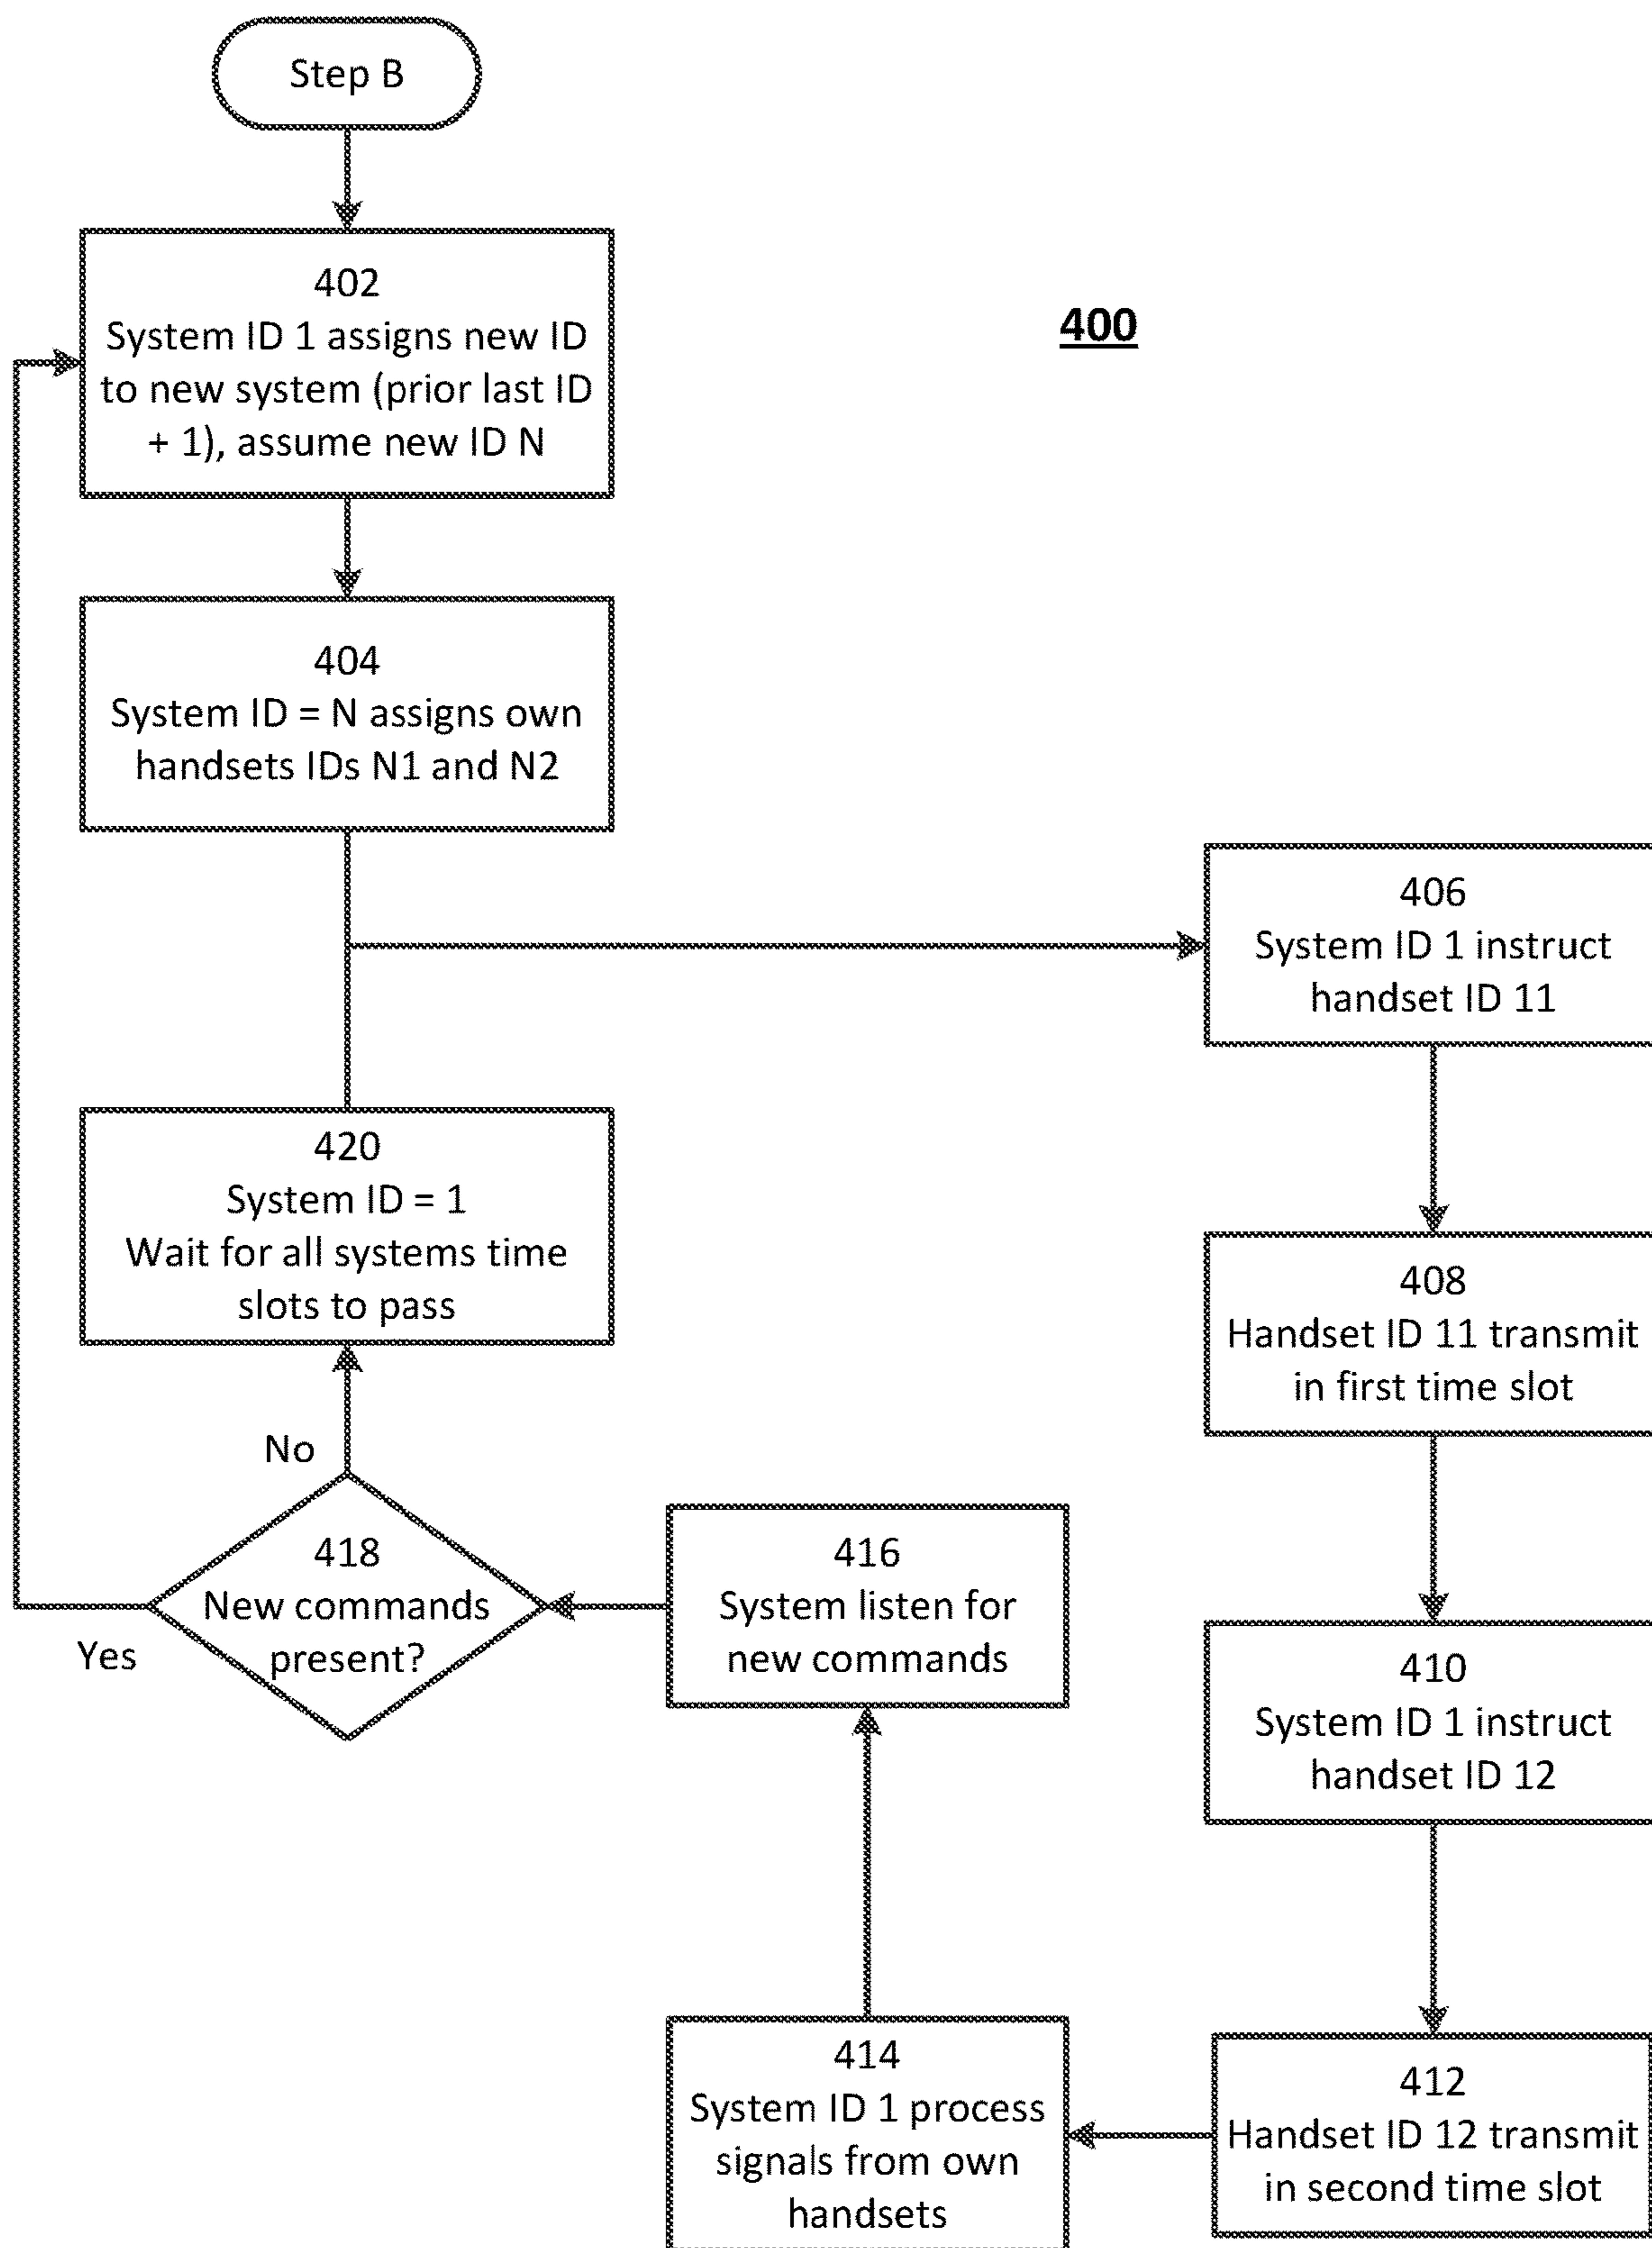 Step B
402
System ID 1 assigns new ID
to new system (prior last ID
+ 1), assume new ID N
400
404
System ID = N assigns own
handsets IDs N1 and N2
406
System ID 1 instruct
handset ID 11
420
System ID = 1
Wait for all systems time
slots to pass
408
Handset ID 11 transmit
in first time slot
No
418
New commands
present?
Yes
416
System listen for
new commands
410
System ID 1 instruct
handset ID 12
414
System ID 1 process
signals from own
handsets
412
Handset ID 12 transmit
in second time slot